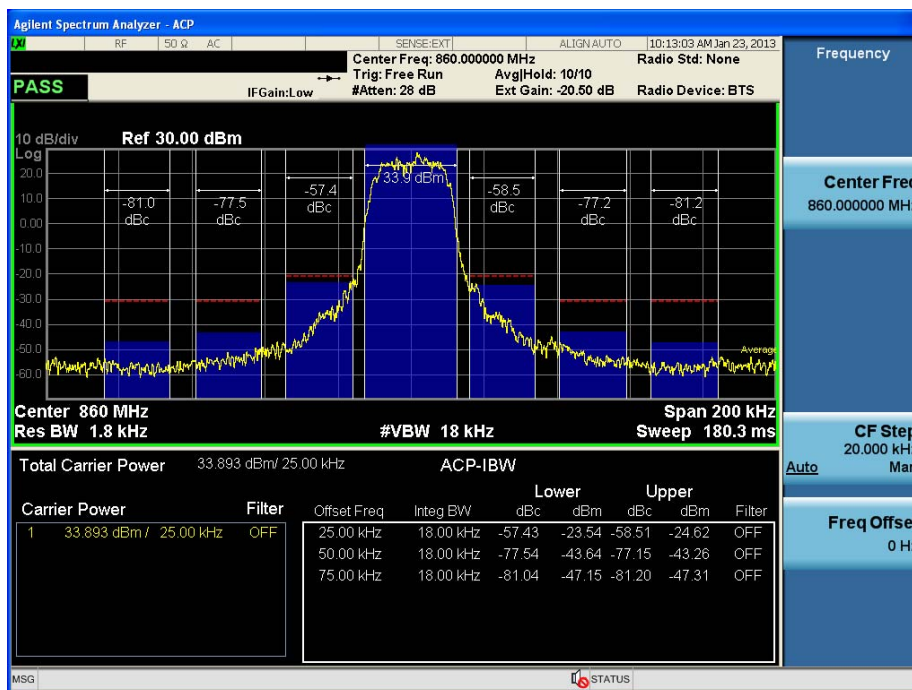 Agilent Spectrum Analyzer - ACP
LXI RF 50 Ω AC SENSE:EXT ALIGN AUTO 10:13:03 AM Jan 23, 2013
Center Freq: 860.000000 MHz Radio Std: None
Trig: Free Run Avg|Hold: 10/10
PASS IFGain:Low #Atten: 28 dB Ext Gain: -20.50 dB Radio Device: BTS
10 dB/div Ref 30.00 dBm
Log
20.0
10.0
0.00
-10.0
-20.0
-30.0
-40.0
-50.0
-60.0
-81.0 dBc
-77.5 dBc
-57.4 dBc
33.9 dBm
-58.5 dBc
-77.2 dBc
-81.2 dBc
Average
Center 860 MHz Span 200 kHz
Res BW 1.8 kHz #VBW 18 kHz Sweep 180.3 ms
Total Carrier Power 33.893 dBm/ 25.00 kHz ACP-IBW
Lower Upper
Carrier Power Filter Offset Freq Integ BW dBc dBm dBc dBm Filter
1 33.893 dBm / 25.00 kHz OFF 25.00 kHz 18.00 kHz -57.43 -23.54 -58.51 -24.62 OFF
50.00 kHz 18.00 kHz -77.54 -43.64 -77.15 -43.26 OFF
75.00 kHz 18.00 kHz -81.04 -47.15 -81.20 -47.31 OFF
MSG STATUS
Frequency
Center Freq
860.000000 MH
CF Step
20.000 kH
Auto Man
Freq Offse
0 H